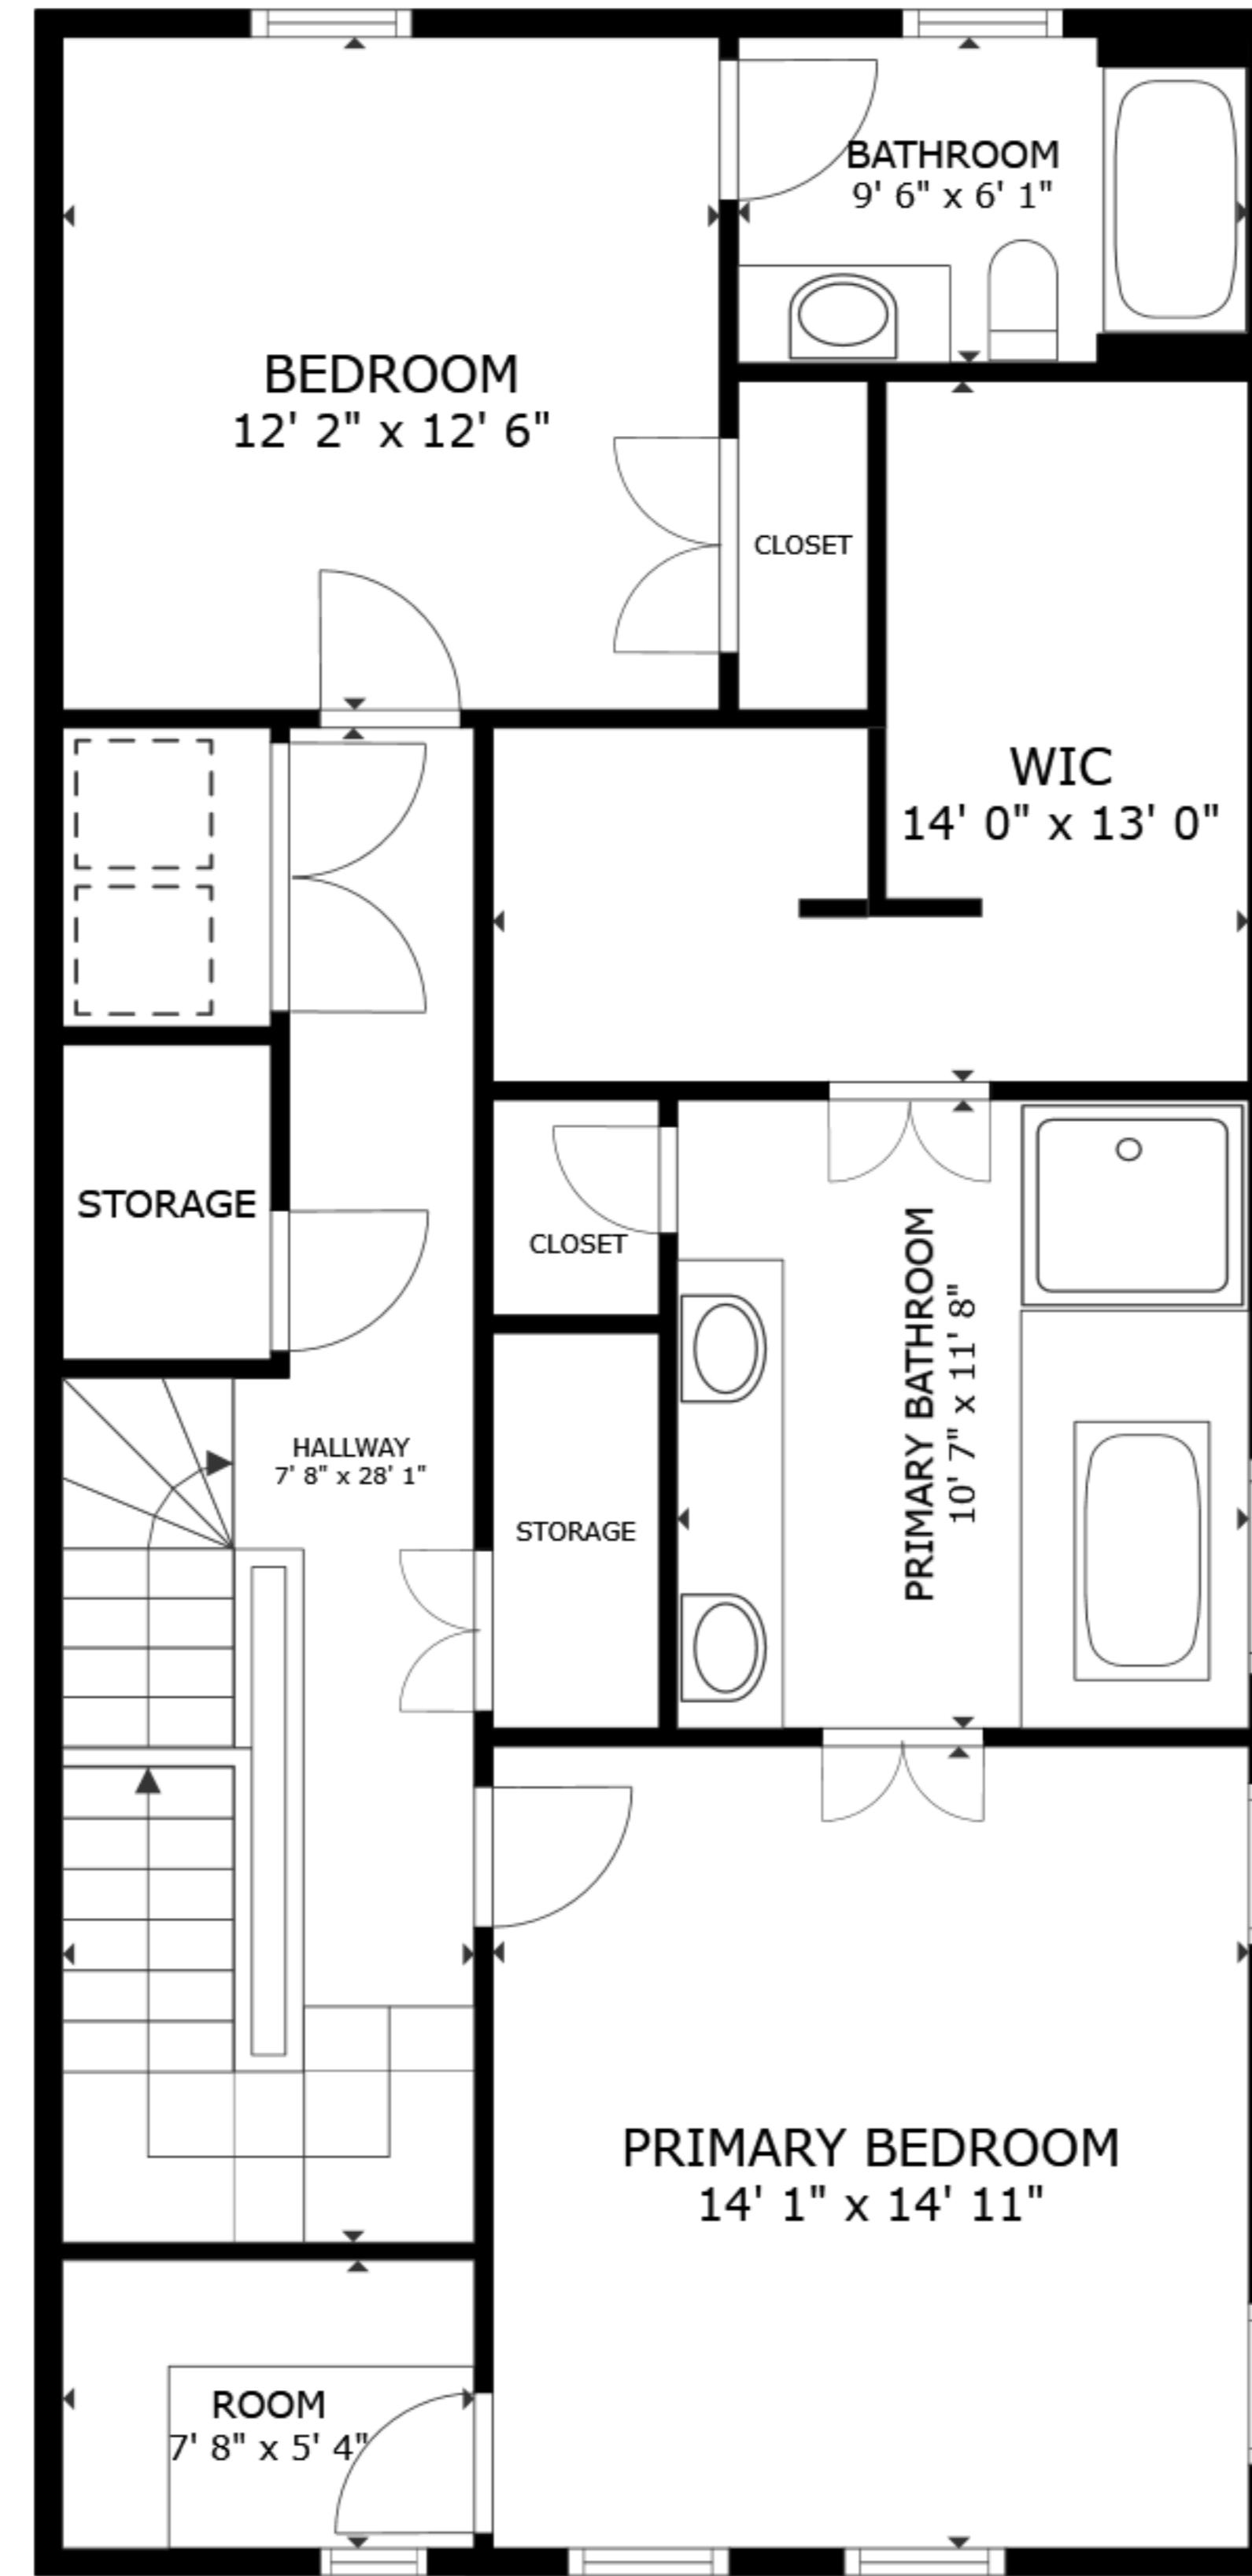 BATHROOM
9' 6" x 6' 1"
BEDROOM
12' 2" x 12' 6"
CLOSET
WIC
14' 0" x 13' 0"
STORAGE
CLOSET
PRIMARY BATHROOM
10' 7" x 11' 8"
HALLWAY
7' 8" x 28' 1"
STORAGE
PRIMARY BEDROOM
14' 1" x 14' 11"
ROOM
7' 8" x 5' 4"